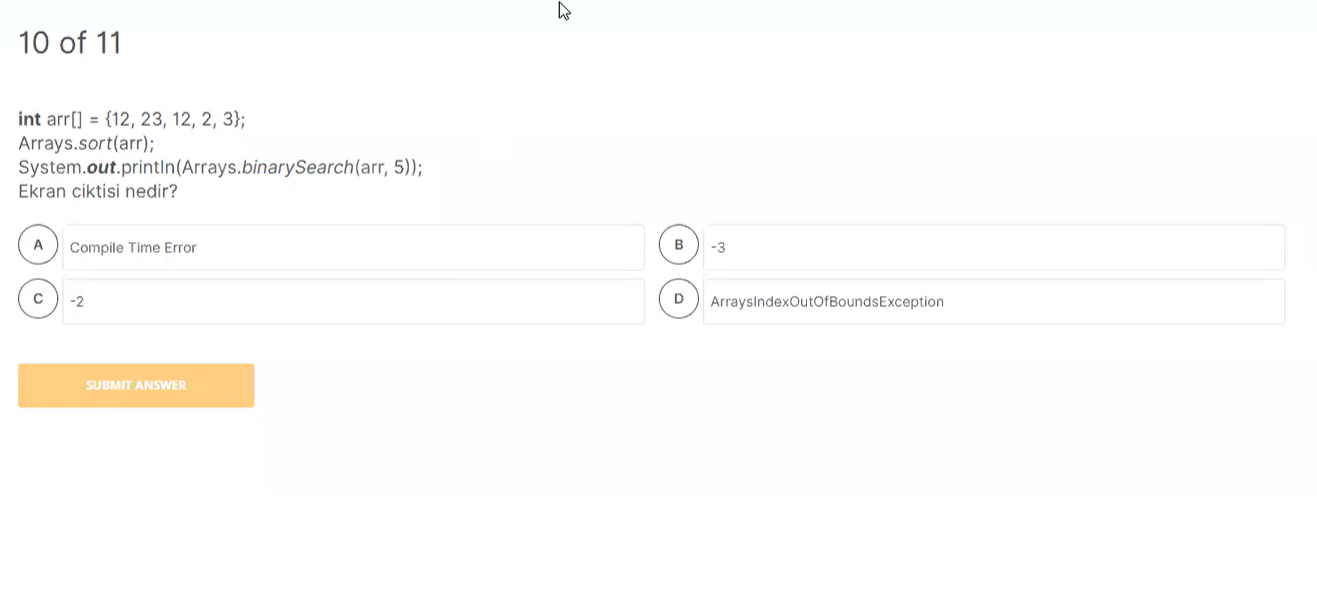 10 of 11
int arr[] = {12, 23, 12, 2, 3};
Arrays.sort(arr);
System.out.println(Arrays.binarySearch(arr, 5));
Ekran ciktisi nedir?
A Compile Time Error
B -3
C -2
D ArraysIndexOutOfBoundsException
SUBMIT ANSWER